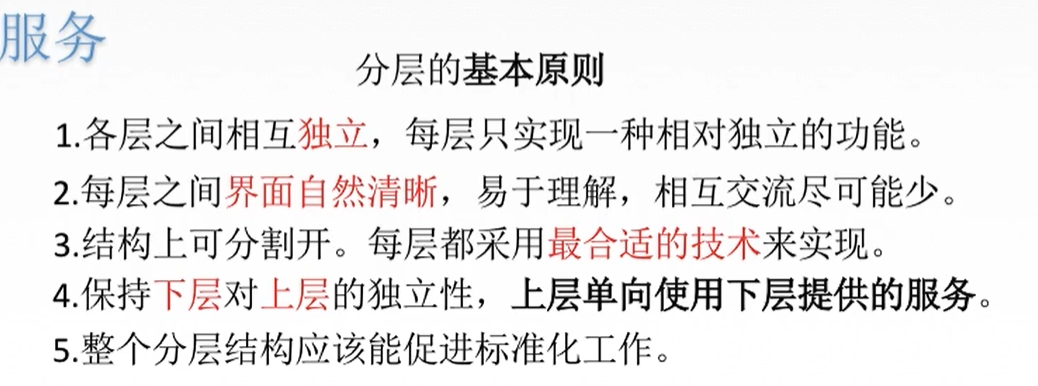 服务
分层的基本原则
1.各层之间相互独立，每层只实现一种相对独立的功能。
2.每层之间界面自然清晰，易于理解，相互交流尽可能少。
3.结构上可分割开。每层都采用最合适的技术来实现。
4.保持下层对上层的独立性，上层单向使用下层提供的服务。
5.整个分层结构应该能促进标准化工作。